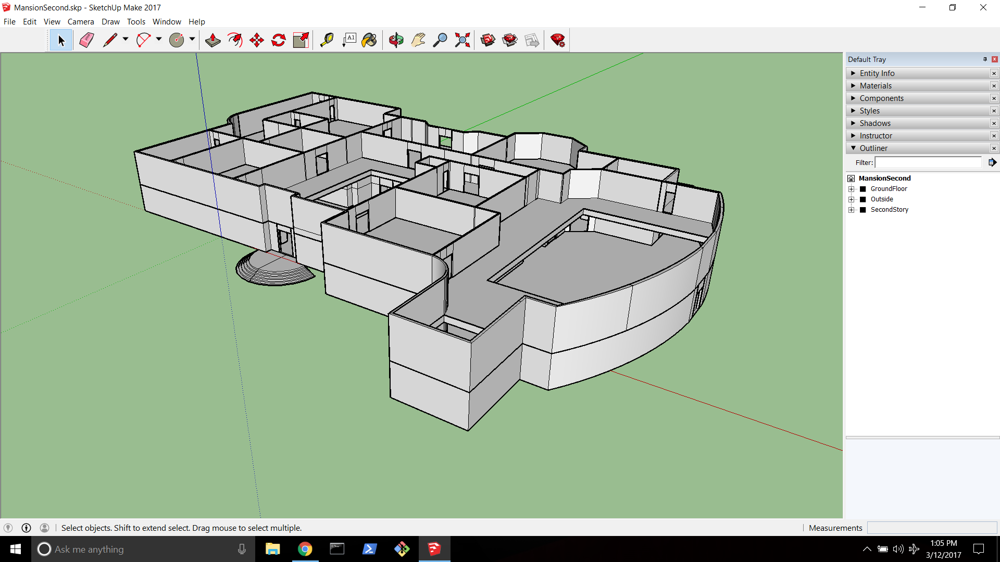 MansionSecond.skp - SketchUp Make 2017
File Edit View Camera Draw Tools Window Help
A1
Default Tray
Entity Info
Materials
Components
Styles
Shadows
Instructor
Outliner
Filter:
MansionSecond
GroundFloor
Outside
SecondStory
Select objects. Shift to extend select. Drag mouse to select multiple.
Measurements
Ask me anything
1:05 PM
3/12/2017